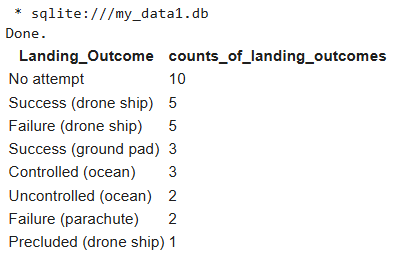 * sqlite:///my_data1.db
Done.
Landing_Outcome counts_of_landing_outcomes
No attempt 10
Success (drone ship) 5
Failure (drone ship) 5
Success (ground pad) 3
Controlled (ocean) 3
Uncontrolled (ocean) 2
Failure (parachute) 2
Precluded (drone ship) 1